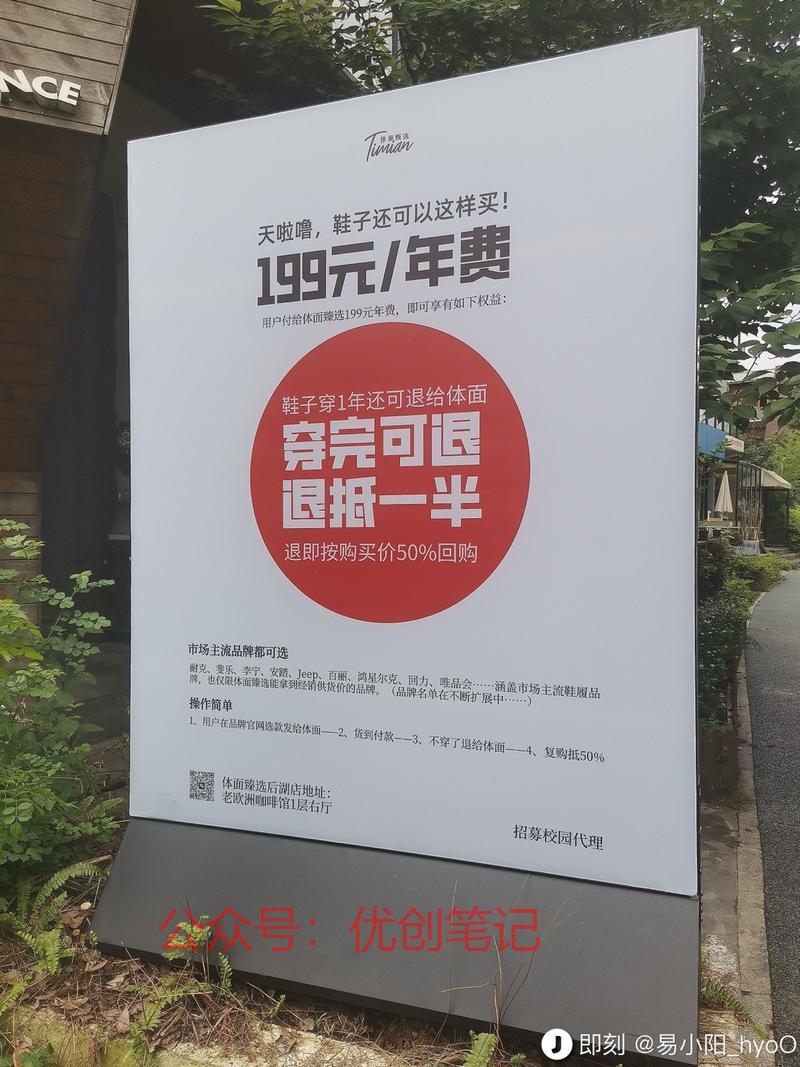 NCE
体面甄选
Timian
天啦噜，鞋子还可以这样买！
199元/年费
用户付给体面臻选199元年费，即可享有如下权益：
鞋子穿1年还可退给体面
穿完可退
退抵一半
退即按购买价50%回购
市场主流品牌都可选
耐克、斐乐、李宁、安踏、Jeep、百丽、鸿星尔克、回力、唯品会……涵盖市场主流鞋履品
牌，也仅限体面臻选能拿到经销供货价的品牌。（品牌名单在不断扩展中……）
操作简单
1、用户在品牌官网选款发给体面——2、货到付款——3、不穿了退给体面——4、复购抵50%
体面臻选后湖店地址：
老欧洲咖啡馆1层右厅
招募校园代理
公众号：优创笔记
即刻 @易小阳_hyoO